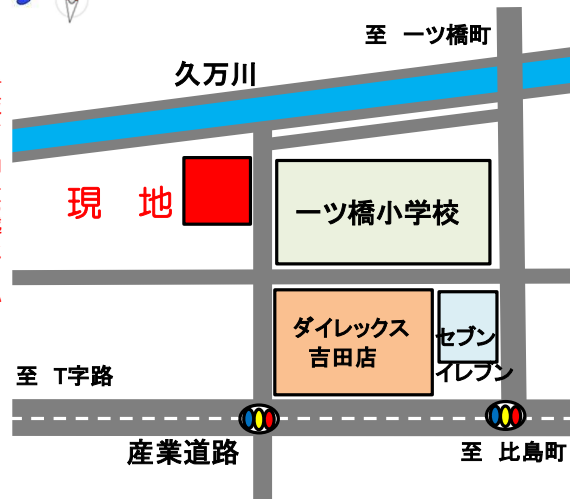 至 一ツ橋町
久万川
現 地
一ツ橋小学校
ダイレックス
吉田店
セブン
イレブン
至 T字路
産業道路
至 比島町